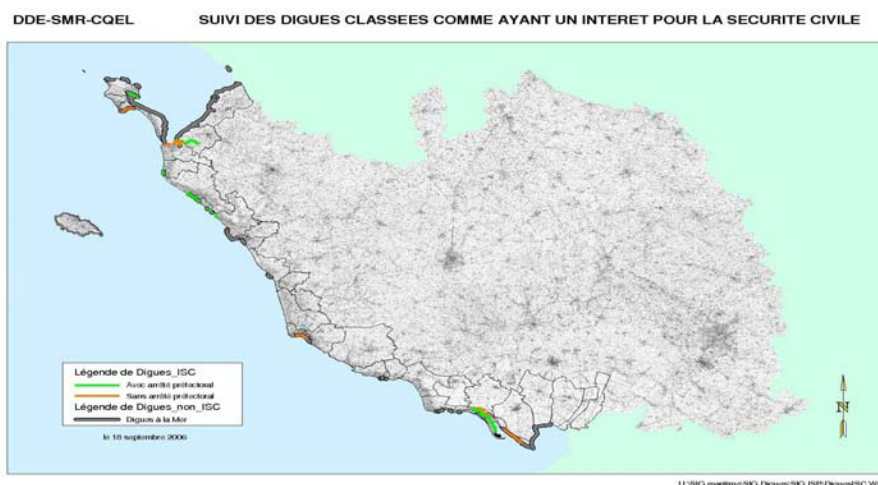 DDE-SMR-CQEL SUIVI DES DIGUES CLASSEES COMME AYANT UN INTERET POUR LA SECURITE CIVILE
Légende de Digues_ISC
Avec arrêté préfectoral
Sans arrêté préfectoral
Légende de Digues_non_ISC
Digues à la Mer
le 18 septembre 2006
N